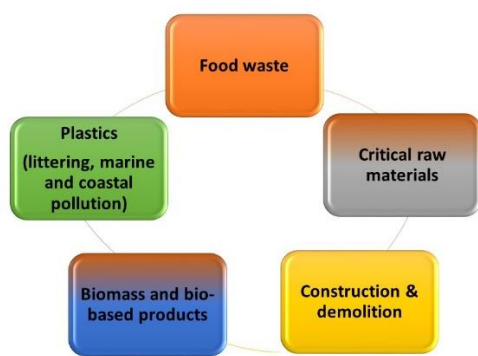 Food waste
Plastics
(littering, marine
and coastal
pollution)
Critical raw
materials
Biomass and bio-
based products
Construction &
demolition